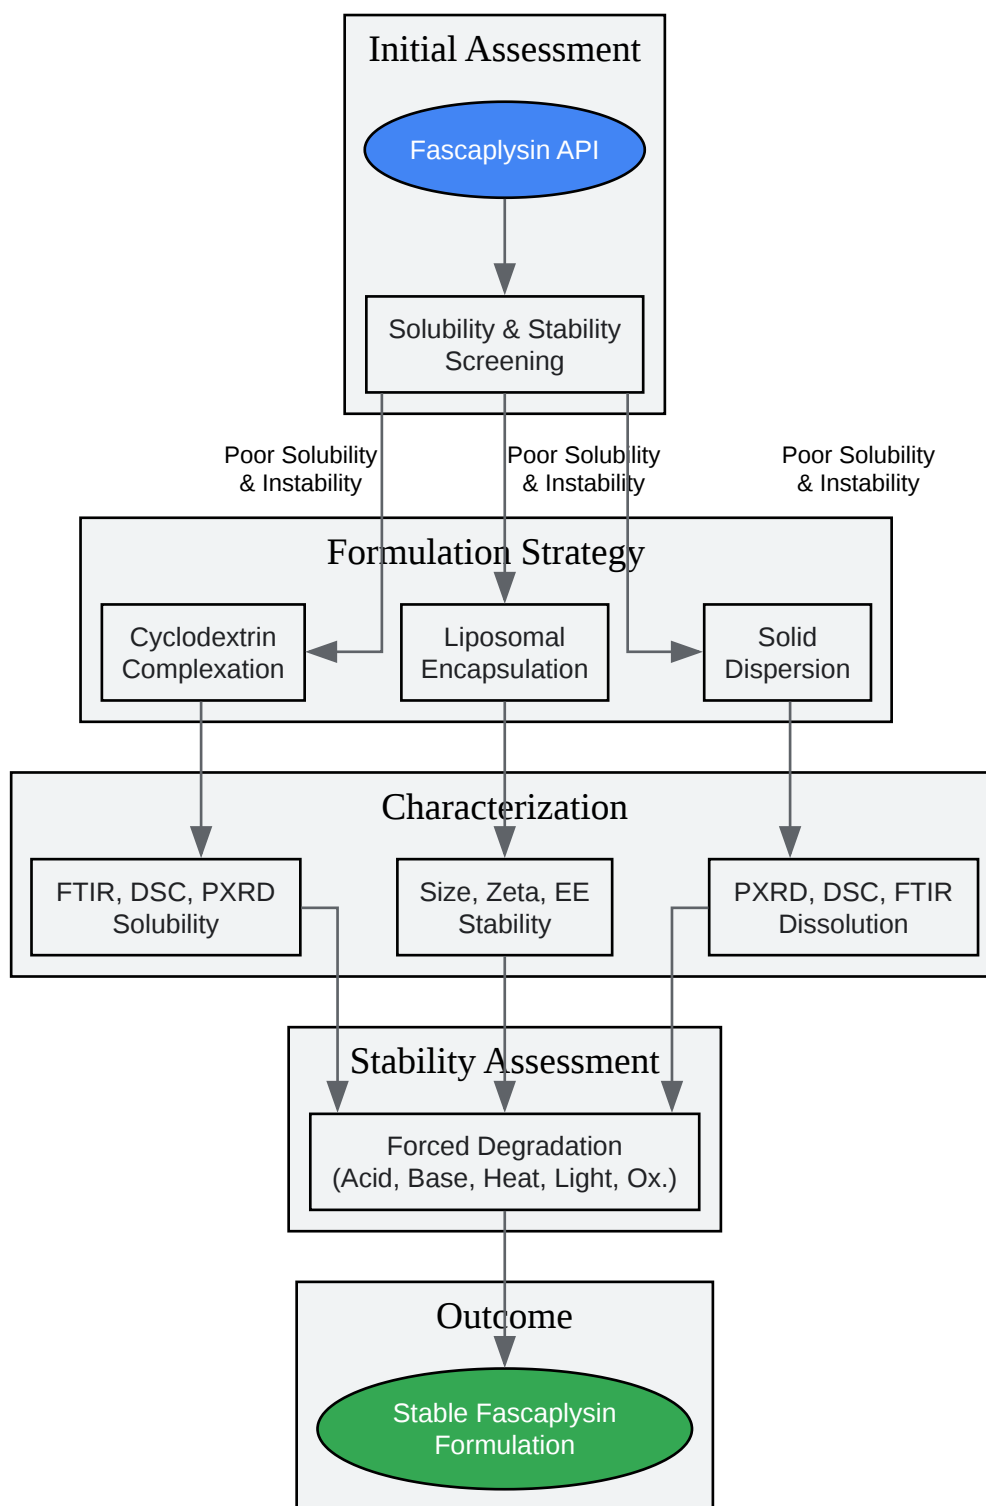 Initial Assessment
Fascaplysin API
Solubility & Stability
Screening
Poor Solubility
& Instability
Poor Solubility
& Instability
Poor Solubility
& Instability
Formulation Strategy
Cyclodextrin
Complexation
Liposomal
Encapsulation
Solid
Dispersion
Characterization
FTIR, DSC, PXRD
Solubility
Size, Zeta, EE
Stability
PXRD, DSC, FTIR
Dissolution
Stability Assessment
Forced Degradation
(Acid, Base, Heat, Light, Ox.)
Outcome
Stable Fascaplysin
Formulation